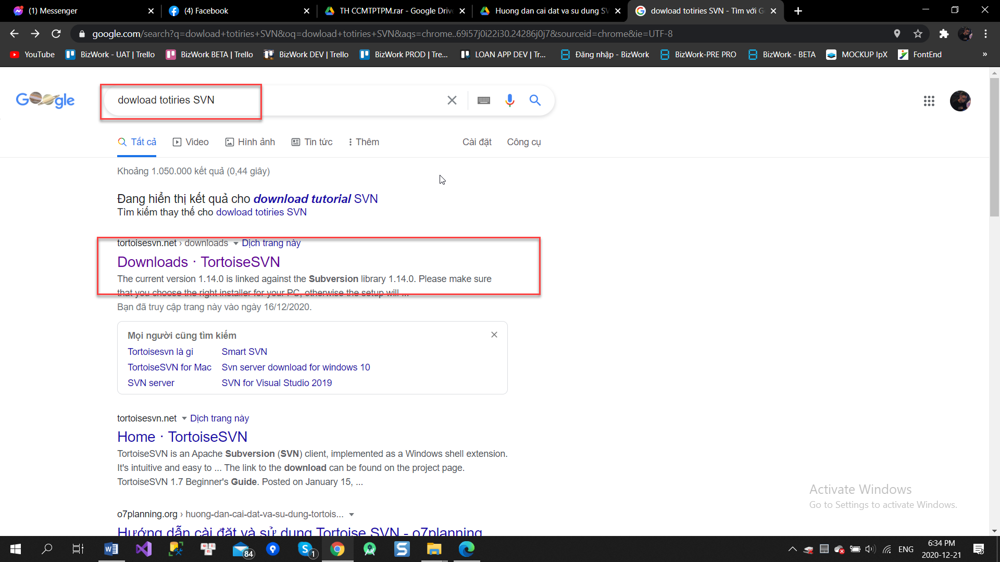 (1) Messenger
(4) Facebook
TH CCMTPTPM.rar - Google Drive
Huong dan cai dat va su dung SV
dowload totiries SVN - Tìm với G
google.com/search?q=dowload+totiries+SVN&oq=dowload+totiries+SVN&aqs=chrome..69i57j0i22i30.24286j0j7&sourceid=chrome&ie=UTF-8
YouTube
BizWork - UAT | Trello
BizWork BETA | Trello
BizWork DEV | Trello
BizWork PROD | Tre...
LOAN APP DEV | Tr...
Đăng nhập - BizWork
BizWork-PRE PRO
BizWork - BETA
MOCKUP IpX
FontEnd
»
Google
dowload totiries SVN
Tất cả
Video
Hình ảnh
Tin tức
Thêm
Cài đặt
Công cụ
Khoảng 1.050.000 kết quả (0,44 giây)
Đang hiển thị kết quả cho download tutorial SVN
Tìm kiếm thay thế cho dowload totiries SVN
tortoisesvn.net › downloads
Dịch trang này
Downloads · TortoiseSVN
The current version 1.14.0 is linked against the Subversion library 1.14.0. Please make sure
that you choose the right installer for your PC, otherwise the setup will ...
Bạn đã truy cập trang này vào ngày 16/12/2020.
Mọi người cũng tìm kiếm
Tortoisesvn là gì
Smart SVN
TortoiseSVN for Mac
Svn server download for windows 10
SVN server
SVN for Visual Studio 2019
tortoisesvn.net
Dịch trang này
Home · TortoiseSVN
TortoiseSVN is an Apache Subversion (SVN) client, implemented as a Windows shell extension.
It's intuitive and easy to ... The link to the download can be found on the project page.
TortoiseSVN 1.7 Beginner's Guide. Posted on January 15, ...
o7planning.org › huong-dan-cai-dat-va-su-dung-tortois...
Hướng dẫn cài đặt và sử dụng Tortoise SVN - o7planning
Activate Windows
Go to Settings to activate Windows.
84
1
ENG
6:34 PM
2020-12-21